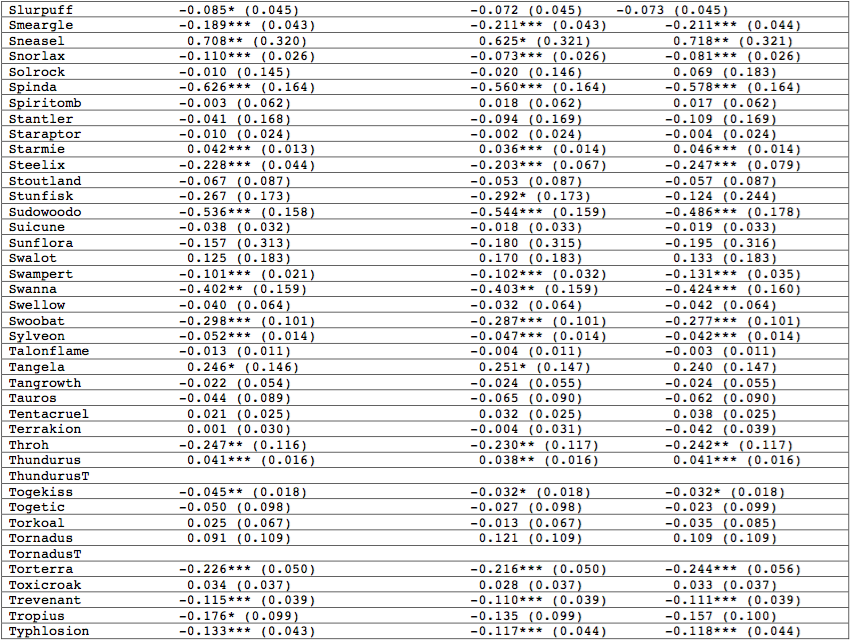 Slurpuff -0.085* (0.045) -0.072 (0.045) -0.073 (0.045)
Smeargle -0.189*** (0.043) -0.211*** (0.043) -0.211*** (0.044)
Sneasel 0.708** (0.320) 0.625* (0.321) 0.718** (0.321)
Snorlax -0.110*** (0.026) -0.073*** (0.026) -0.081*** (0.026)
Solrock -0.010 (0.145) -0.020 (0.146) 0.069 (0.183)
Spinda -0.626*** (0.164) -0.560*** (0.164) -0.578*** (0.164)
Spiritomb -0.003 (0.062) 0.018 (0.062) 0.017 (0.062)
Stantler -0.041 (0.168) -0.094 (0.169) -0.109 (0.169)
Staraptor -0.010 (0.024) -0.002 (0.024) -0.004 (0.024)
Starmie 0.042*** (0.013) 0.036*** (0.014) 0.046*** (0.014)
Steelix -0.228*** (0.044) -0.203*** (0.067) -0.247*** (0.079)
Stoutland -0.067 (0.087) -0.053 (0.087) -0.057 (0.087)
Stunfisk -0.267 (0.173) -0.292* (0.173) -0.124 (0.244)
Sudowoodo -0.536*** (0.158) -0.544*** (0.159) -0.486*** (0.178)
Suicune -0.038 (0.032) -0.018 (0.033) -0.019 (0.033)
Sunflora -0.157 (0.313) -0.180 (0.315) -0.195 (0.316)
Swalot 0.125 (0.183) 0.170 (0.183) 0.133 (0.183)
Swampert -0.101*** (0.021) -0.102*** (0.032) -0.131*** (0.035)
Swanna -0.402** (0.159) -0.403** (0.159) -0.424*** (0.160)
Swellow -0.040 (0.064) -0.032 (0.064) -0.042 (0.064)
Swoobat -0.298*** (0.101) -0.287*** (0.101) -0.277*** (0.101)
Sylveon -0.052*** (0.014) -0.047*** (0.014) -0.042*** (0.014)
Talonflame -0.013 (0.011) -0.004 (0.011) -0.003 (0.011)
Tangela 0.246* (0.146) 0.251* (0.147) 0.240 (0.147)
Tangrowth -0.022 (0.054) -0.024 (0.055) -0.024 (0.055)
Tauros -0.044 (0.089) -0.065 (0.090) -0.062 (0.090)
Tentacruel 0.021 (0.025) 0.032 (0.025) 0.038 (0.025)
Terrakion 0.001 (0.030) -0.004 (0.031) -0.042 (0.039)
Throh -0.247** (0.116) -0.230** (0.117) -0.242** (0.117)
Thundurus 0.041*** (0.016) 0.038** (0.016) 0.041*** (0.016)
ThundurusT
Togekiss -0.045** (0.018) -0.032* (0.018) -0.032* (0.018)
Togetic -0.050 (0.098) -0.027 (0.098) -0.023 (0.099)
Torkoal 0.025 (0.067) -0.013 (0.067) -0.035 (0.085)
Tornadus 0.091 (0.109) 0.121 (0.109) 0.109 (0.109)
TornadusT
Torterra -0.226*** (0.050) -0.216*** (0.050) -0.244*** (0.056)
Toxicroak 0.034 (0.037) 0.028 (0.037) 0.033 (0.037)
Trevenant -0.115*** (0.039) -0.110*** (0.039) -0.111*** (0.039)
Tropius -0.176* (0.099) -0.135 (0.099) -0.157 (0.100)
Typhlosion -0.133*** (0.043) -0.117*** (0.044) -0.118*** (0.044)